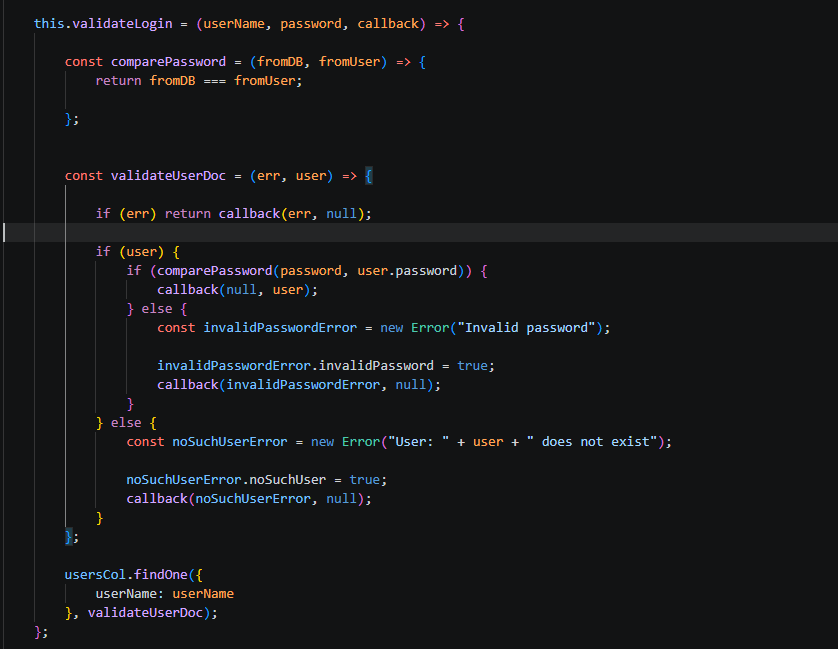 this.validateLogin = (userName, password, callback) => {
const comparePassword = (fromDB, fromUser) => {
return fromDB === fromUser;
};
const validateUserDoc = (err, user) => {
if (err) return callback(err, null);
if (user) {
if (comparePassword(password, user.password)) {
callback(null, user);
} else {
const invalidPasswordError = new Error("Invalid password");
invalidPasswordError.invalidPassword = true;
callback(invalidPasswordError, null);
}
} else {
const noSuchUserError = new Error("User: " + user + " does not exist");
noSuchUserError.noSuchUser = true;
callback(noSuchUserError, null);
}
};
usersCol.findOne({
userName: userName
}, validateUserDoc);
};